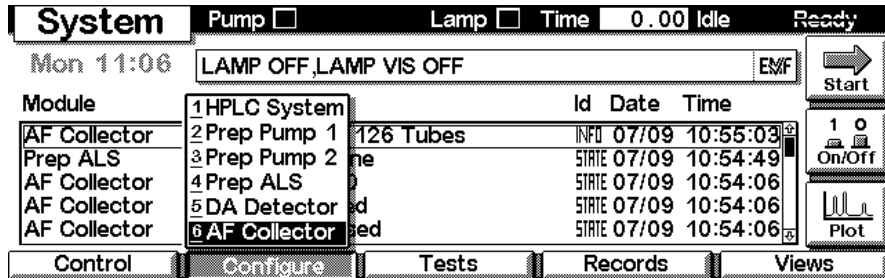 System Pump Lamp Time 0.00 Idle Ready
Mon 11:06 LAMP OFF,LAMP VIS OFF EMF
Start
Module Id Date Time
1 HPLC System
2 Prep Pump 1
3 Prep Pump 2
4 Prep ALS
5 DA Detector
6 AF Collector
AF Collector 126 Tubes INFO 07/09 10:55:03
Prep ALS ne STATE 07/09 10:54:49
AF Collector STATE 07/09 10:54:06
AF Collector ed STATE 07/09 10:54:06
AF Collector sed STATE 07/09 10:54:06
1 0
On/Off
Plot
Control Configure Tests Records Views